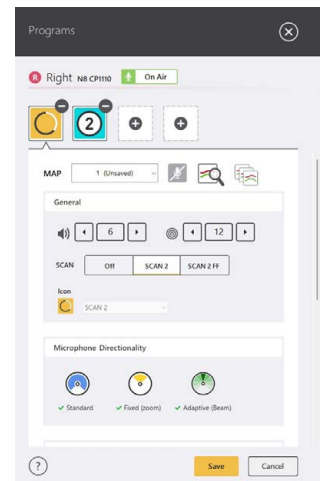 Programs
R Right N8 CP1110 On Air
2
MAP 1 (Unsaved)
General
6 12
SCAN Off SCAN 2 SCAN 2 FF
Icon
SCAN 2
Microphone Directionality
Standard Fixed (zoom) Adaptive (Beam)
? Save Cancel